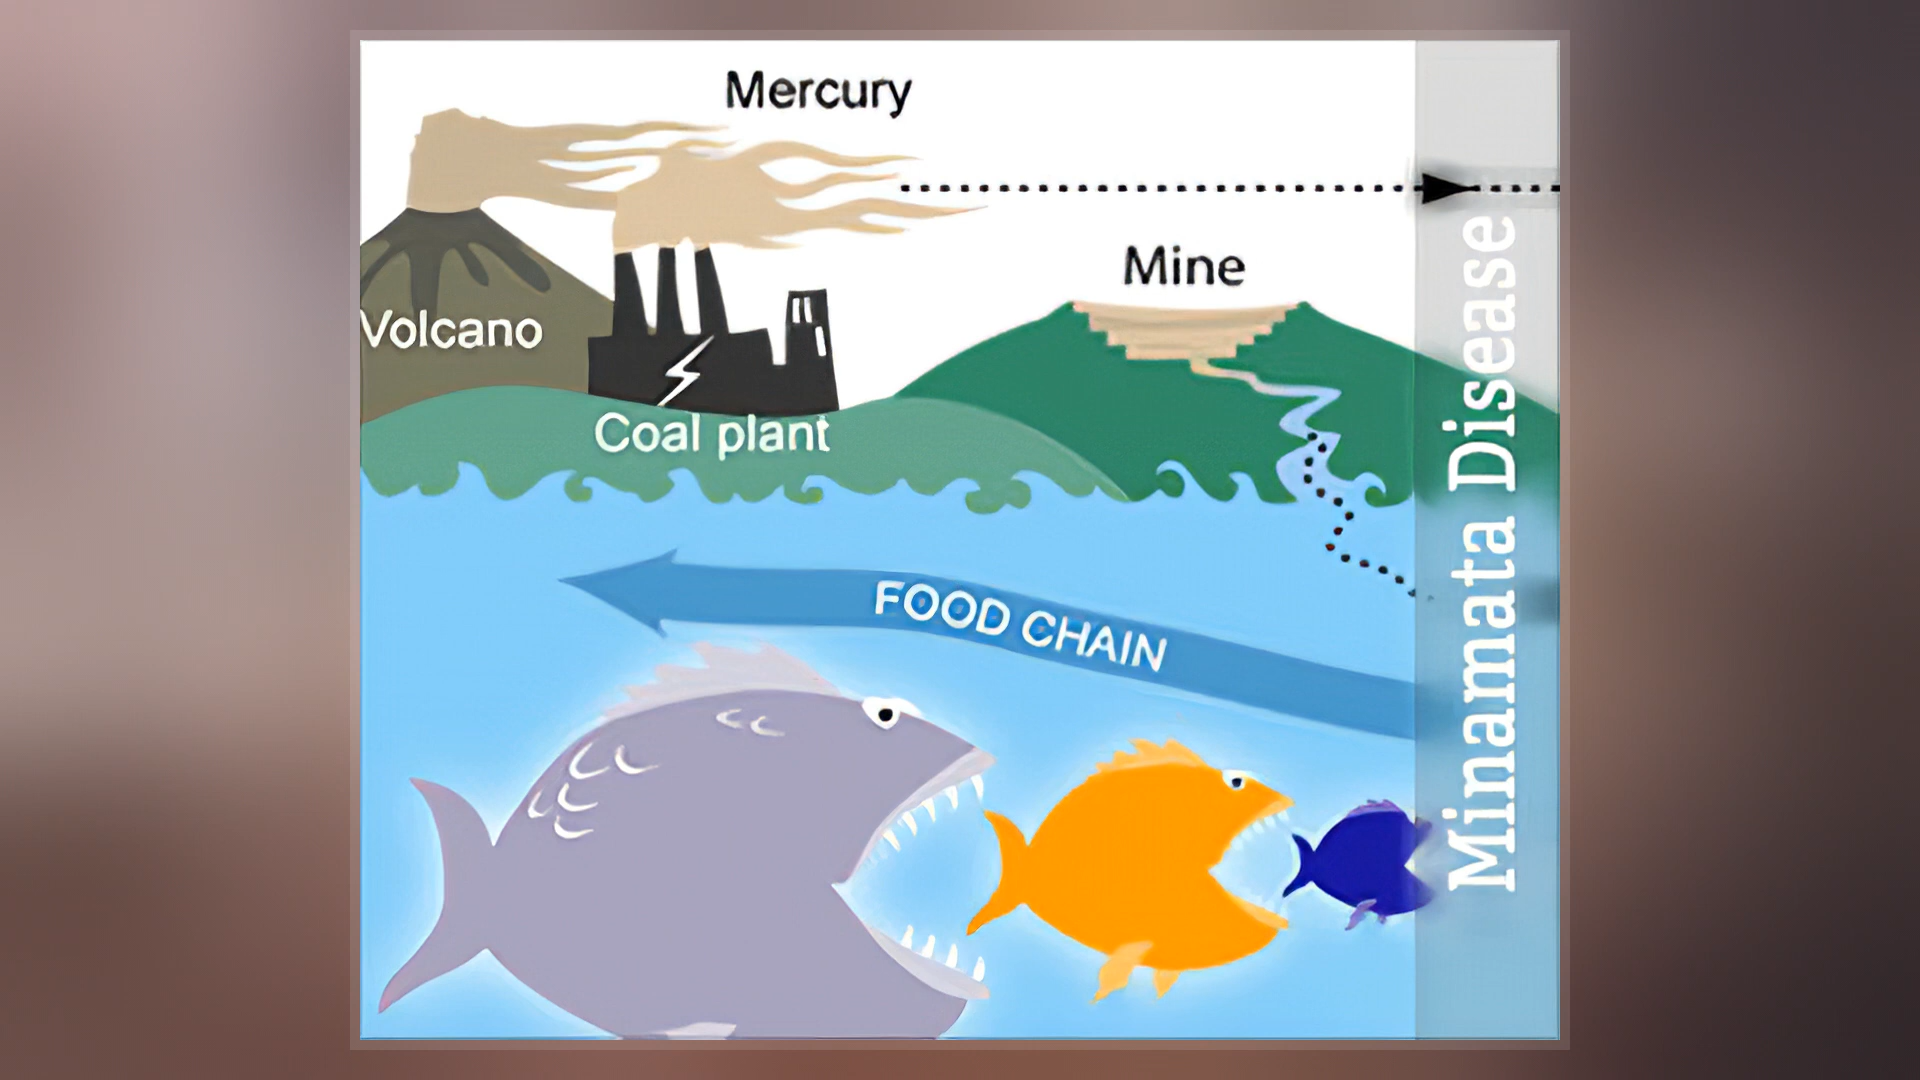 Mercury
Mine
Volcano
Coal plant
FOOD CHAIN
Minamata Disease